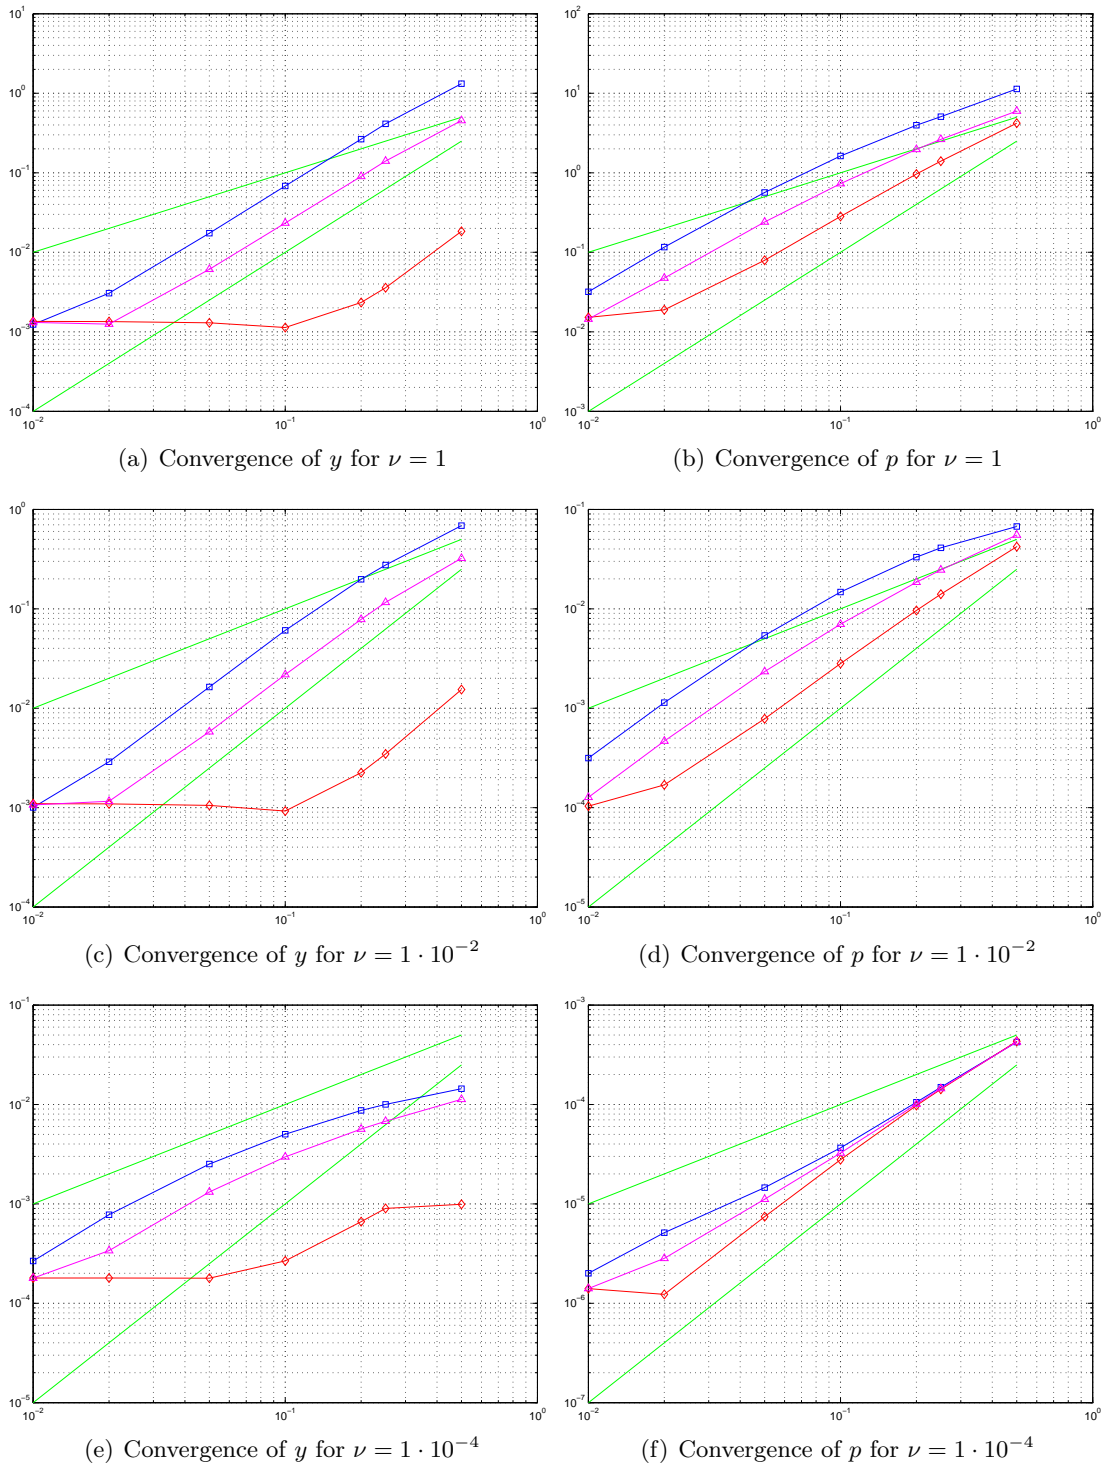 10^1 10^2
10^0 10^1
10^-1 10^0
10^-2 10^-1
10^-3 10^-2
10^-4 10^-3
10^-2 10^-1 10^0 10^-2 10^-1 10^0
(a) Convergence of y for ν = 1 (b) Convergence of p for ν = 1
10^0 10^-1
10^-1 10^-2
10^-2 10^-3
10^-3 10^-4
10^-4 10^-5
10^-2 10^-1 10^0 10^-2 10^-1 10^0
(c) Convergence of y for ν = 1 · 10^-2 (d) Convergence of p for ν = 1 · 10^-2
10^-1 10^-3
10^-2 10^-4
10^-3 10^-5
10^-4 10^-6
10^-5 10^-7
10^-2 10^-1 10^0 10^-2 10^-1 10^0
(e) Convergence of y for ν = 1 · 10^-4 (f) Convergence of p for ν = 1 · 10^-4